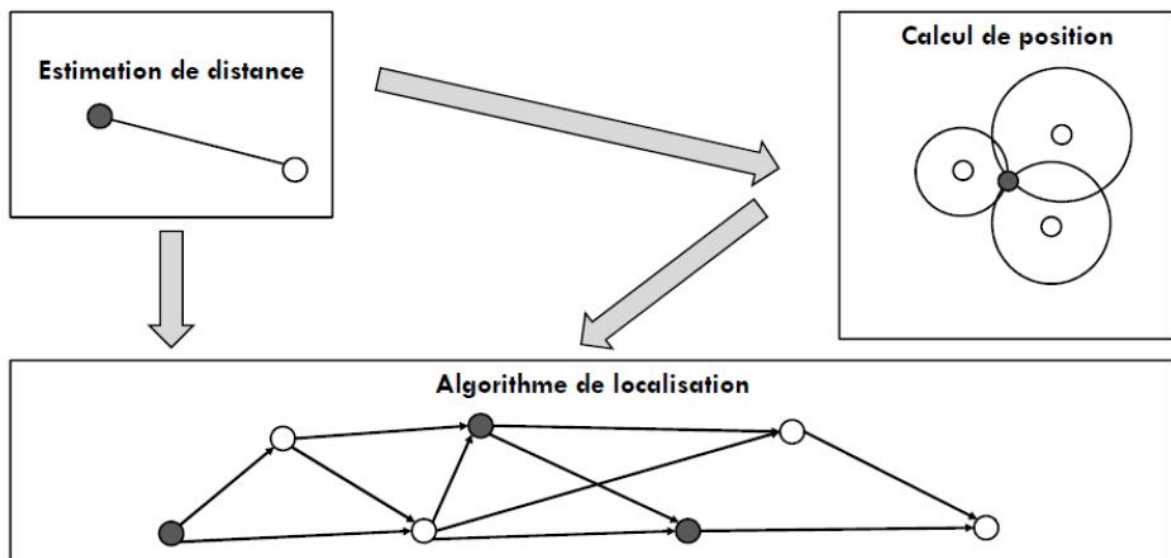 Estimation de distance
Calcul de position
Algorithme de localisation